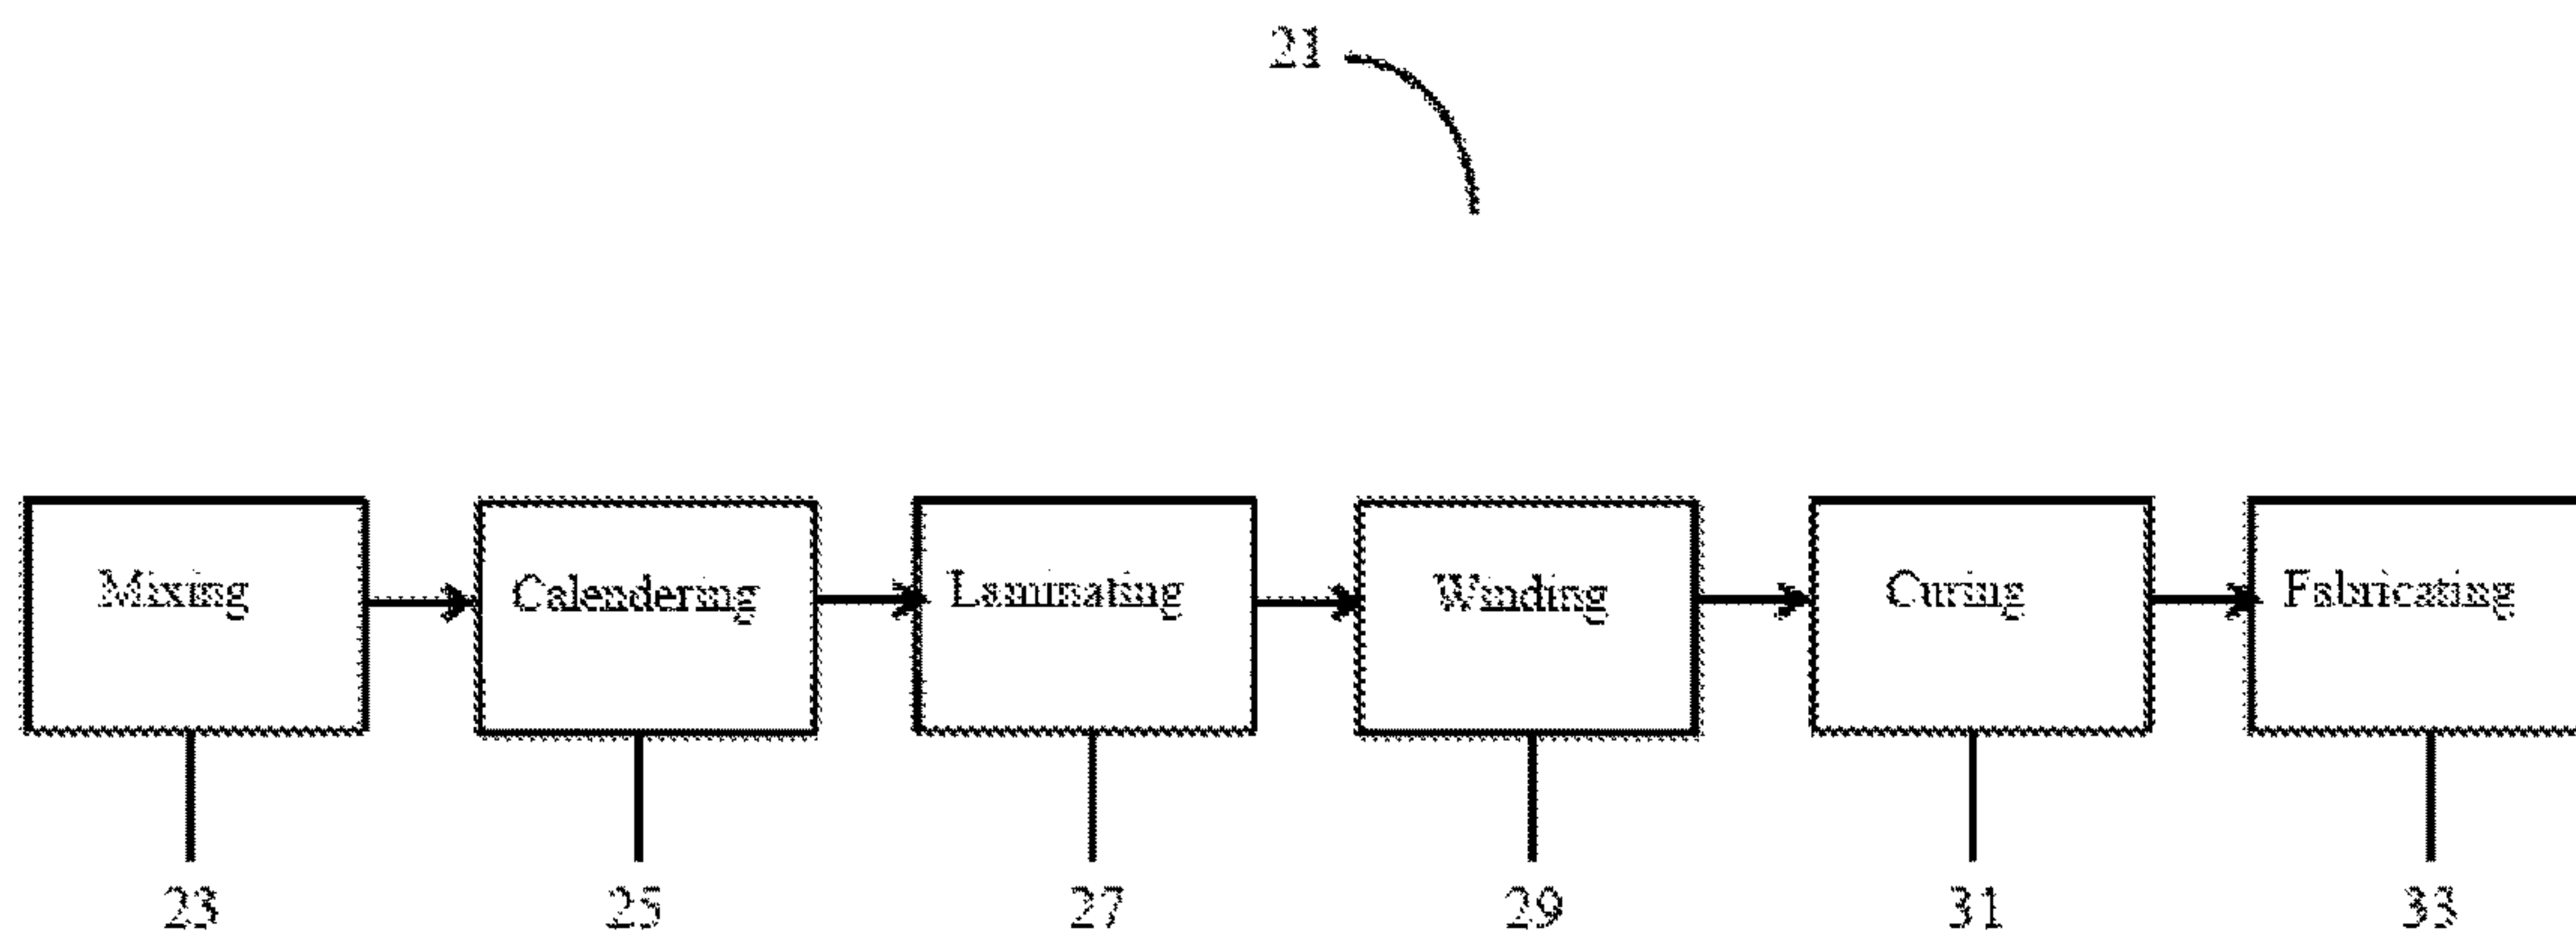 21
Mixing
Calendering
Laminating
Winding
Curing
Fabricating
23
25
27
29
31
33